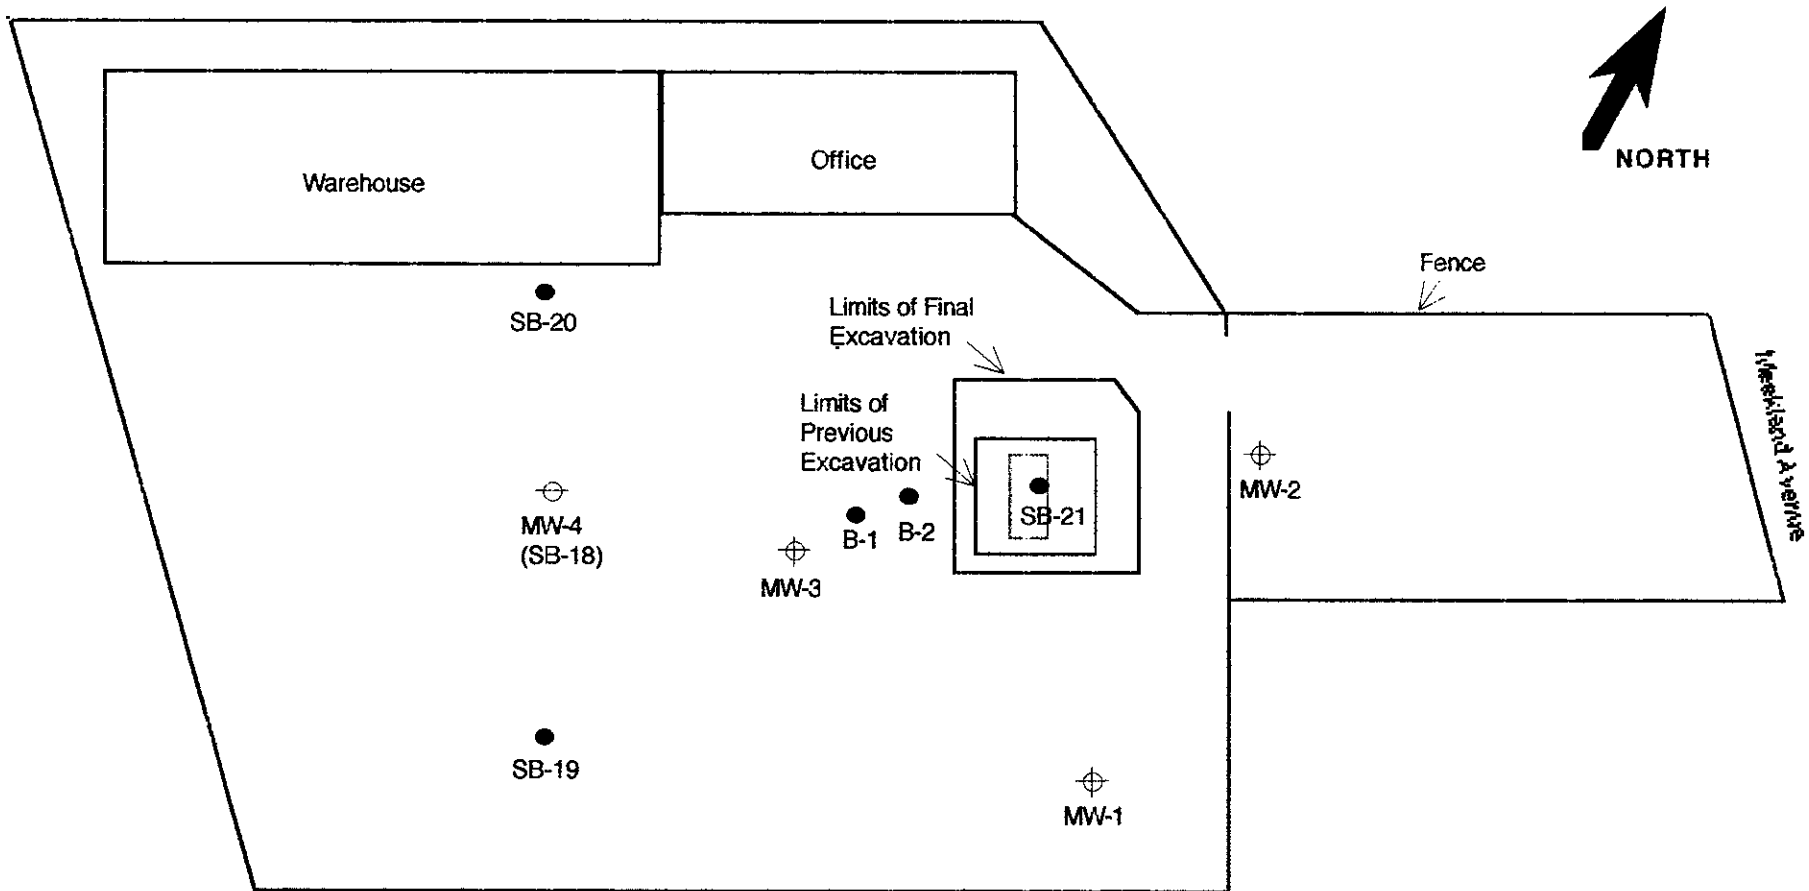 NORTH
Office
Warehouse
Fence
Limits of Final
Excavation
SB-20
Limits of
Previous
Excavation
MW-2
MW-4
(SB-18)
B-1
B-2
SB-21
MW-3
SB-19
MW-1
Avenue